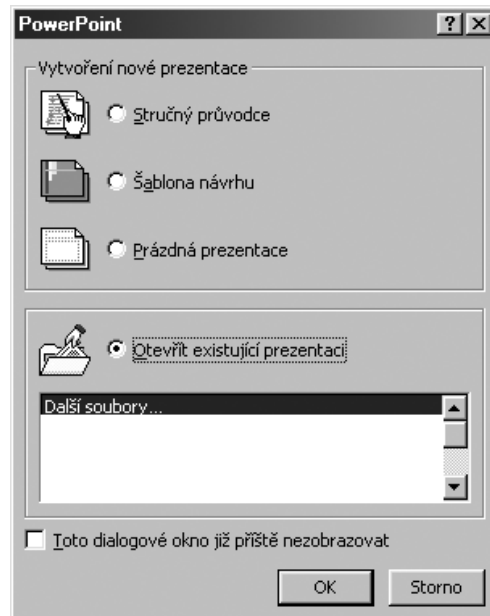 PowerPoint
Vytvoření nové prezentace
Stručný průvodce
Šablona návrhu
Prázdná prezentace
Otevřít existující prezentaci
Další soubory...
Toto dialogové okno již příště nezobrazovat
OK
Storno